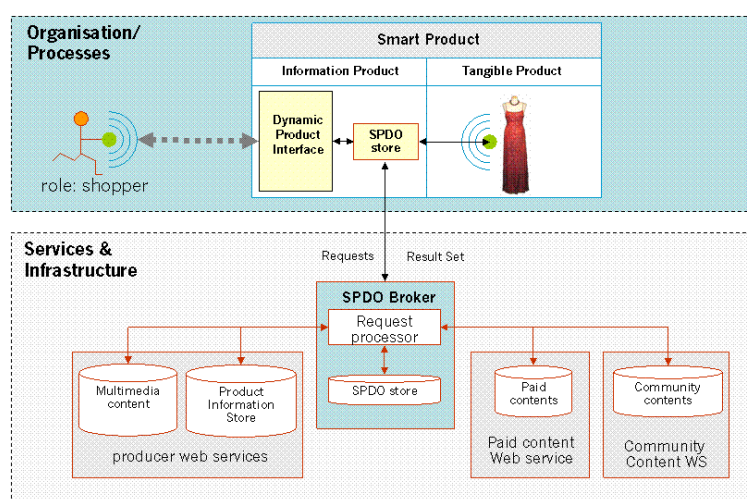 Organisation/
Processes
Smart Product
Information Product
Tangible Product
Dynamic
Product
Interface
SPDO
store
role: shopper
Services &
Infrastructure
Requests
Result Set
SPDO Broker
Request
processor
SPDO store
Multimedia
content
Product
Information
Store
producer web services
Paid
contents
Paid content
Web service
Community
contents
Community
Content WS